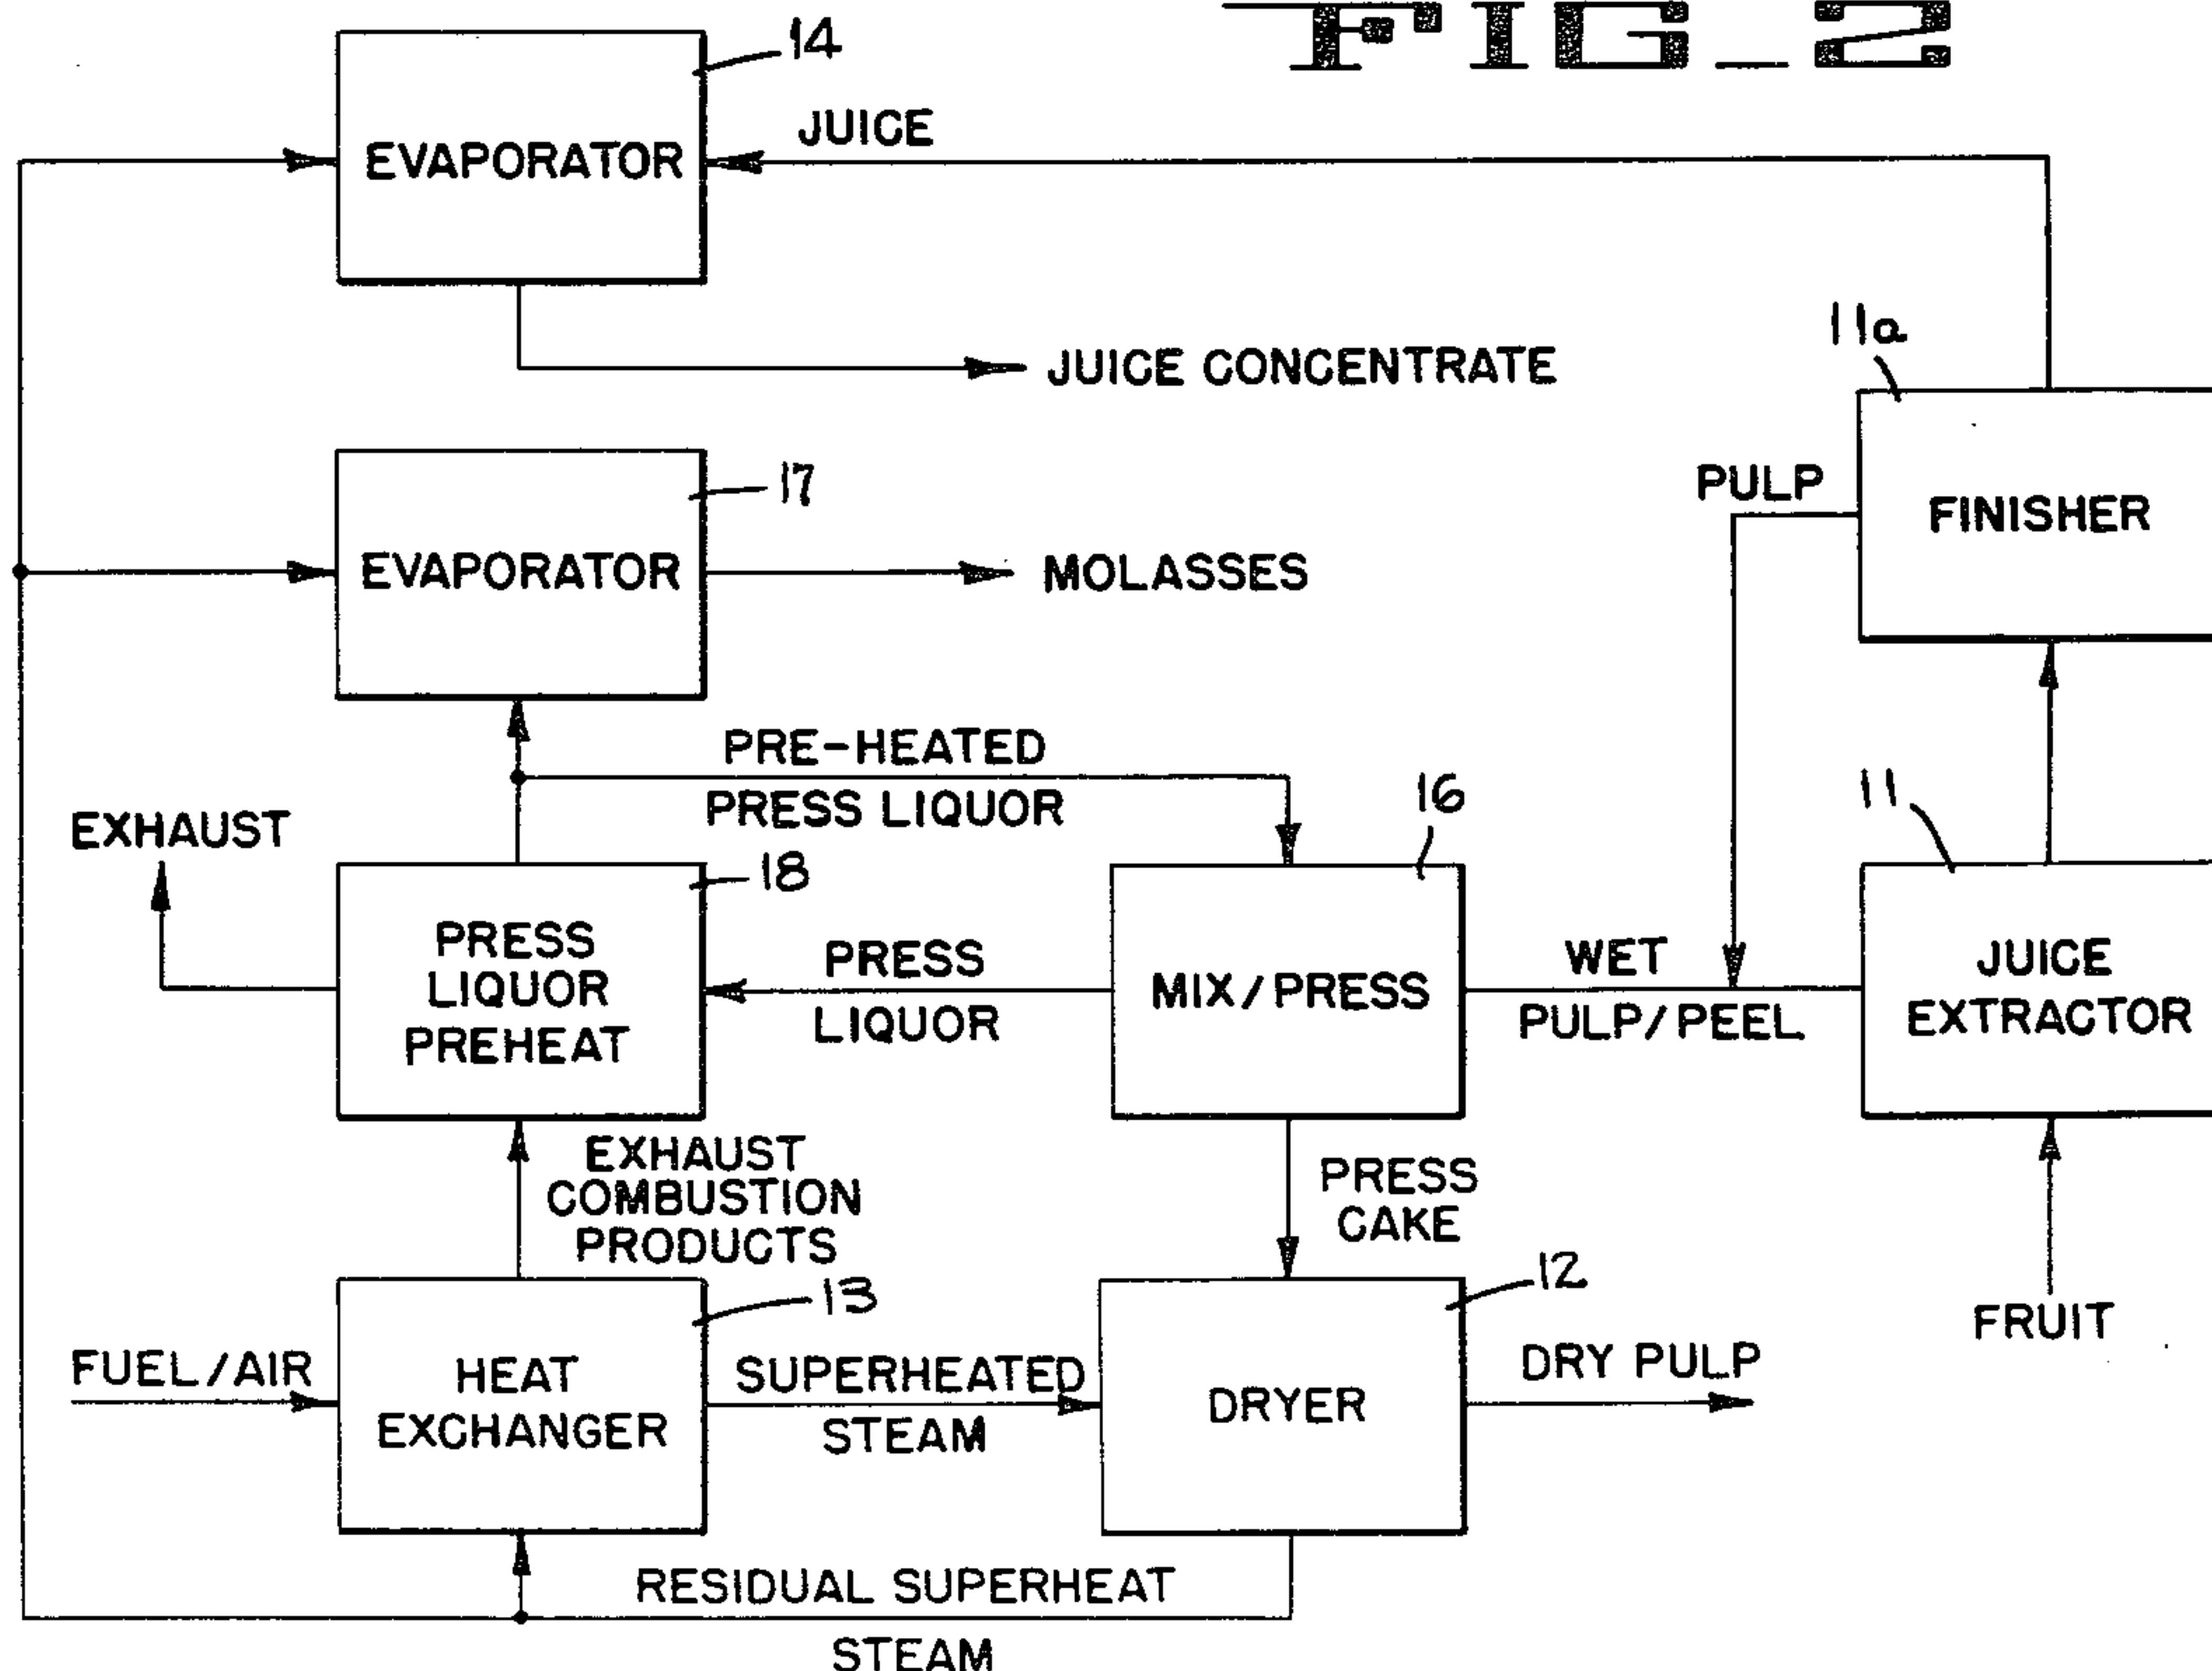 FIG_2
14
EVAPORATOR
JUICE
JUICE CONCENTRATE
11a
FINISHER
PULP
17
EVAPORATOR
MOLASSES
PRE-HEATED
PRESS LIQUOR
EXHAUST
18
PRESS
LIQUOR
PREHEAT
PRESS
LIQUOR
16
MIX/PRESS
WET
PULP/PEEL
11
JUICE
EXTRACTOR
FRUIT
EXHAUST
COMBUSTION
PRODUCTS
PRESS
CAKE
FUEL/AIR
13
HEAT
EXCHANGER
SUPERHEATED
STEAM
12
DRYER
DRY PULP
RESIDUAL SUPERHEAT
STEAM